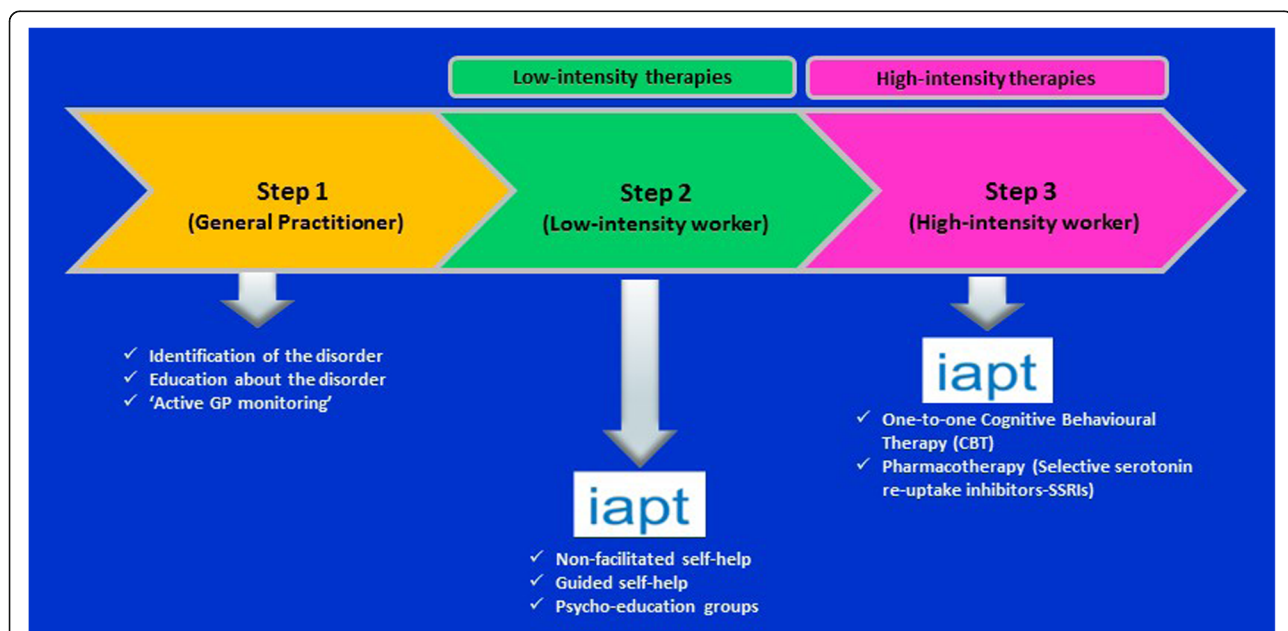 Low-intensity therapies
High-intensity therapies
Step 1
(General Practitioner)
Step 2
(Low-intensity worker)
Step 3
(High-intensity worker)
✓ Identification of the disorder
✓ Education about the disorder
✓ ‘Active GP monitoring’
iapt
✓ Non-facilitated self-help
✓ Guided self-help
✓ Psycho-education groups
iapt
✓ One-to-one Cognitive Behavioural
Therapy (CBT)
✓ Pharmacotherapy (Selective serotonin
re-uptake inhibitors-SSRIs)